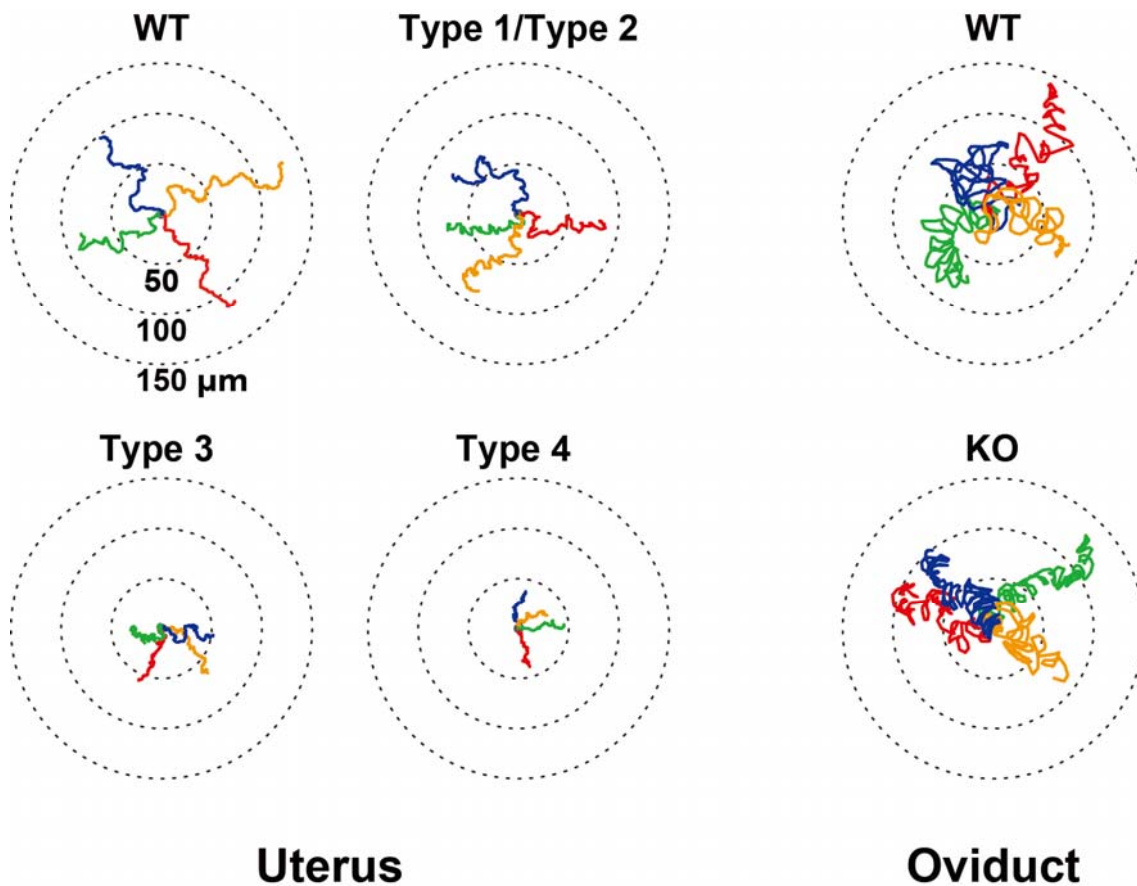 WT
Type 1/Type 2
WT
50
100
150 µm
Type 3
Type 4
KO
Uterus
Oviduct